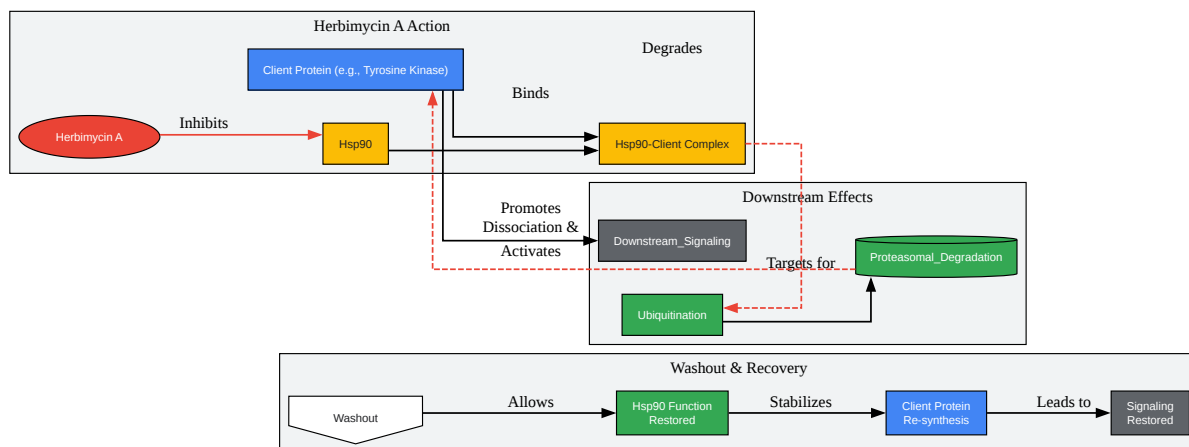 Herbimycin A Action
Degrades
Client Protein (e.g., Tyrosine Kinase)
Binds
Inhibits
Herbimycin A
Hsp90
Hsp90-Client Complex
Downstream Effects
Promotes
Dissociation &
Activates
Downstream_Signaling
Targets for
Proteasomal_Degradation
Ubiquitination
Washout & Recovery
Washout
Allows
Hsp90 Function
Restored
Stabilizes
Client Protein
Re-synthesis
Leads to
Signaling
Restored